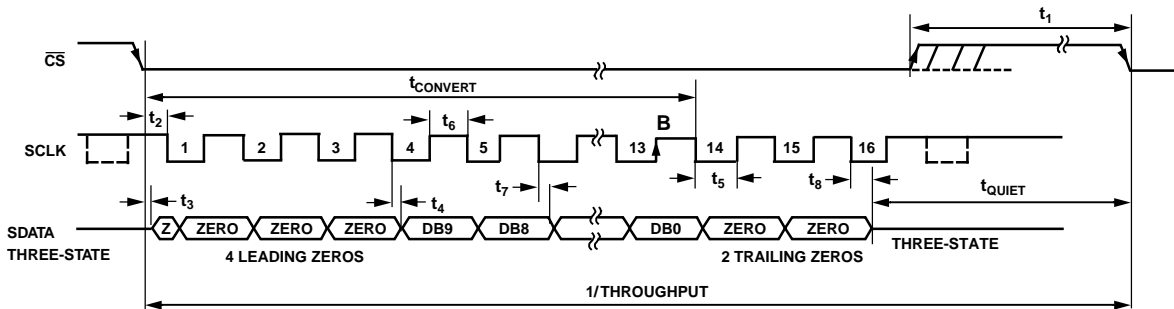 t1
CS
tCONVERT
t2
t6
B
SCLK
1 2 3 4 5 13 14 15 16
t7 t5 t8
t3 t4 tQUIET
SDATA Z ZERO ZERO ZERO DB9 DB8 DB0 ZERO ZERO
THREE-STATE 4 LEADING ZEROS 2 TRAILING ZEROS THREE-STATE
1/THROUGHPUT